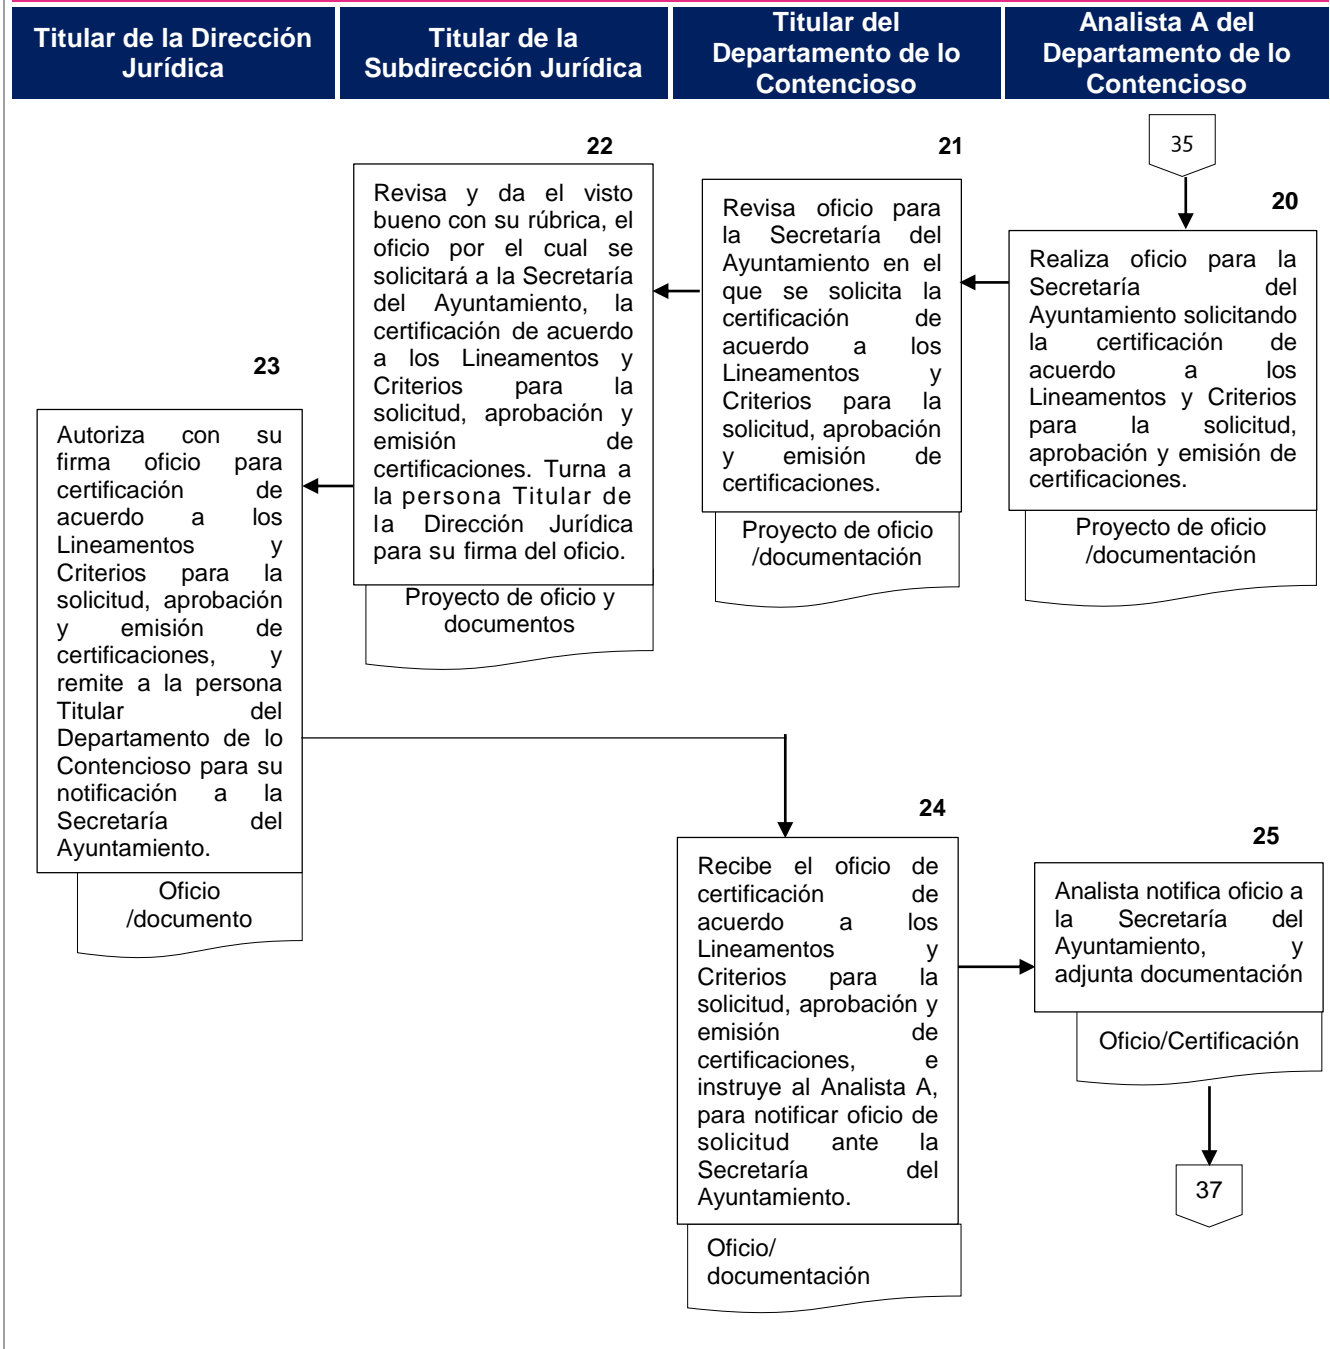 Titular de la Dirección
Jurídica
Titular de la
Subdirección Jurídica
Titular del
Departamento de lo
Contencioso
Analista A del
Departamento de lo
Contencioso
35
20
Realiza oficio para la
Secretaría del
Ayuntamiento solicitando
la certificación de
acuerdo a los
Lineamentos y Criterios
para la solicitud,
aprobación y emisión de
certificaciones.
Proyecto de oficio
/documentación
21
Revisa oficio para
la Secretaría del
Ayuntamiento en el
que se solicita la
certificación de
acuerdo a los
Lineamentos y
Criterios para la
solicitud, aprobación
y emisión de
certificaciones.
Proyecto de oficio
/documentación
22
Revisa y da el visto
bueno con su rúbrica, el
oficio por el cual se
solicitará a la Secretaría
del Ayuntamiento, la
certificación de acuerdo
a los Lineamentos y
Criterios para la
solicitud, aprobación y
emisión de
certificaciones. Turna a
la persona Titular de
la Dirección Jurídica
para su firma del oficio.
Proyecto de oficio y
documentos
23
Autoriza con su
firma oficio para
certificación de
acuerdo a los
Lineamentos y
Criterios para la
solicitud, aprobación
y emisión de
certificaciones, y
remite a la persona
Titular del
Departamento de lo
Contencioso para su
notificación a la
Secretaría del
Ayuntamiento.
Oficio
/documento
24
Recibe el oficio de
certificación de
acuerdo a los
Lineamentos y
Criterios para la
solicitud, aprobación y
emisión de
certificaciones, e
instruye al Analista A,
para notificar oficio de
solicitud ante la
Secretaría del
Ayuntamiento.
Oficio/
documentación
25
Analista notifica oficio a
la Secretaría del
Ayuntamiento, y
adjunta documentación
Oficio/Certificación
37